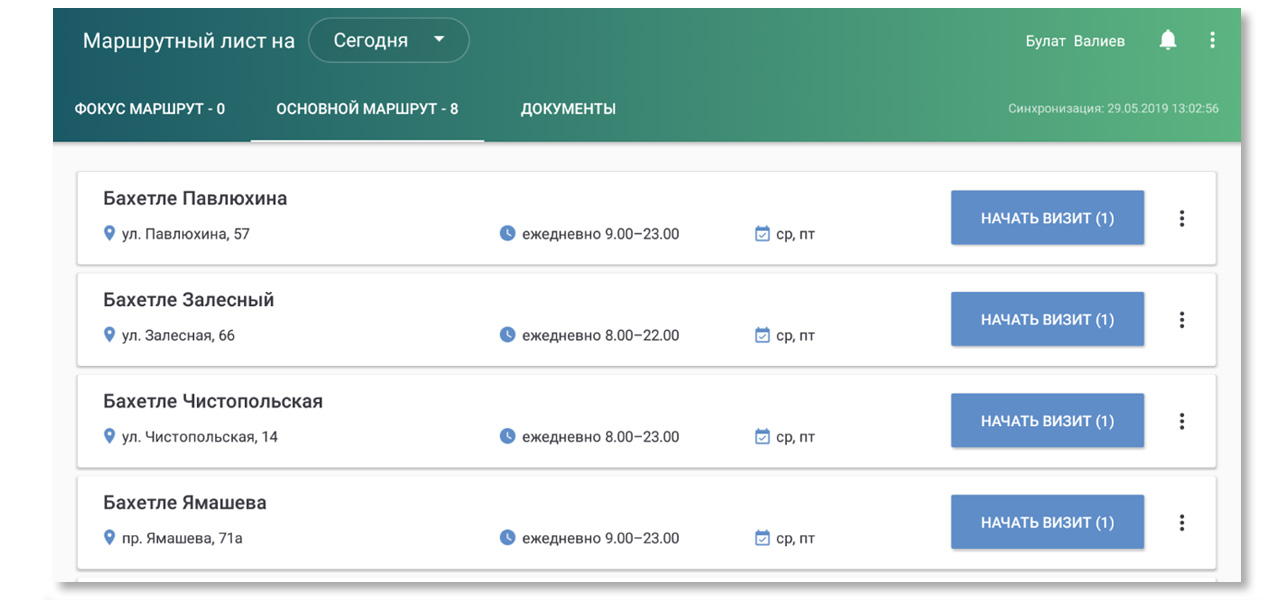 Маршрутный лист на Сегодня
Булат Валиев
ФОКУС МАРШРУТ - 0 ОСНОВНОЙ МАРШРУТ - 8 ДОКУМЕНТЫ
Синхронизация: 29.05.2019 13:02:56
Бахетле Павлюхина
ул. Павлюхина, 57 ежедневно 9.00–23.00 ср, пт
НАЧАТЬ ВИЗИТ (1)
Бахетле Залесный
ул. Залесная, 66 ежедневно 8.00–22.00 ср, пт
НАЧАТЬ ВИЗИТ (1)
Бахетле Чистопольская
ул. Чистопольская, 14 ежедневно 8.00–23.00 ср, пт
НАЧАТЬ ВИЗИТ (1)
Бахетле Ямашева
пр. Ямашева, 71а ежедневно 9.00–23.00 ср, пт
НАЧАТЬ ВИЗИТ (1)